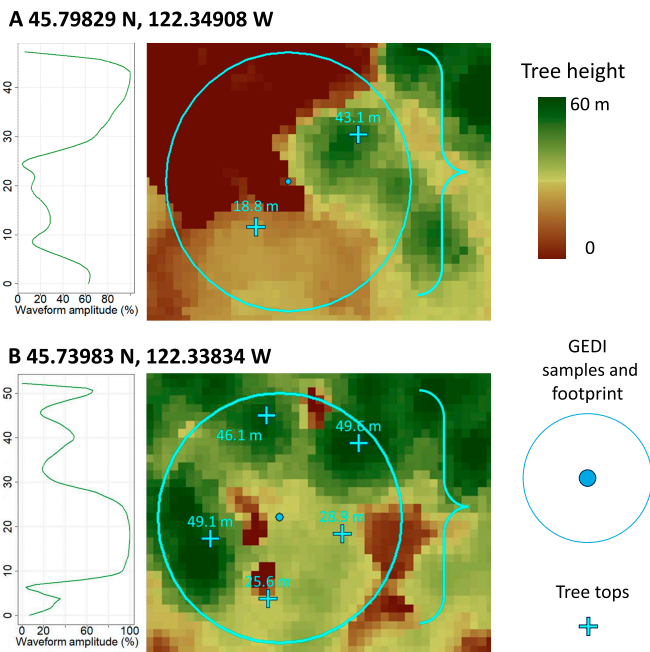 A 45.79829 N, 122.34908 W
40
30
20
10
0
0 20 40 60 80
Waveform amplitude (%)
43.1 m
18.8 m
Tree height
60 m
0
B 45.73983 N, 122.33834 W
50
40
30
20
10
0
0 20 40 60 80 100
Waveform amplitude (%)
46.1 m
49.6 m
49.1 m
28.9 m
25.6 m
GEDI
samples and
footprint
Tree tops